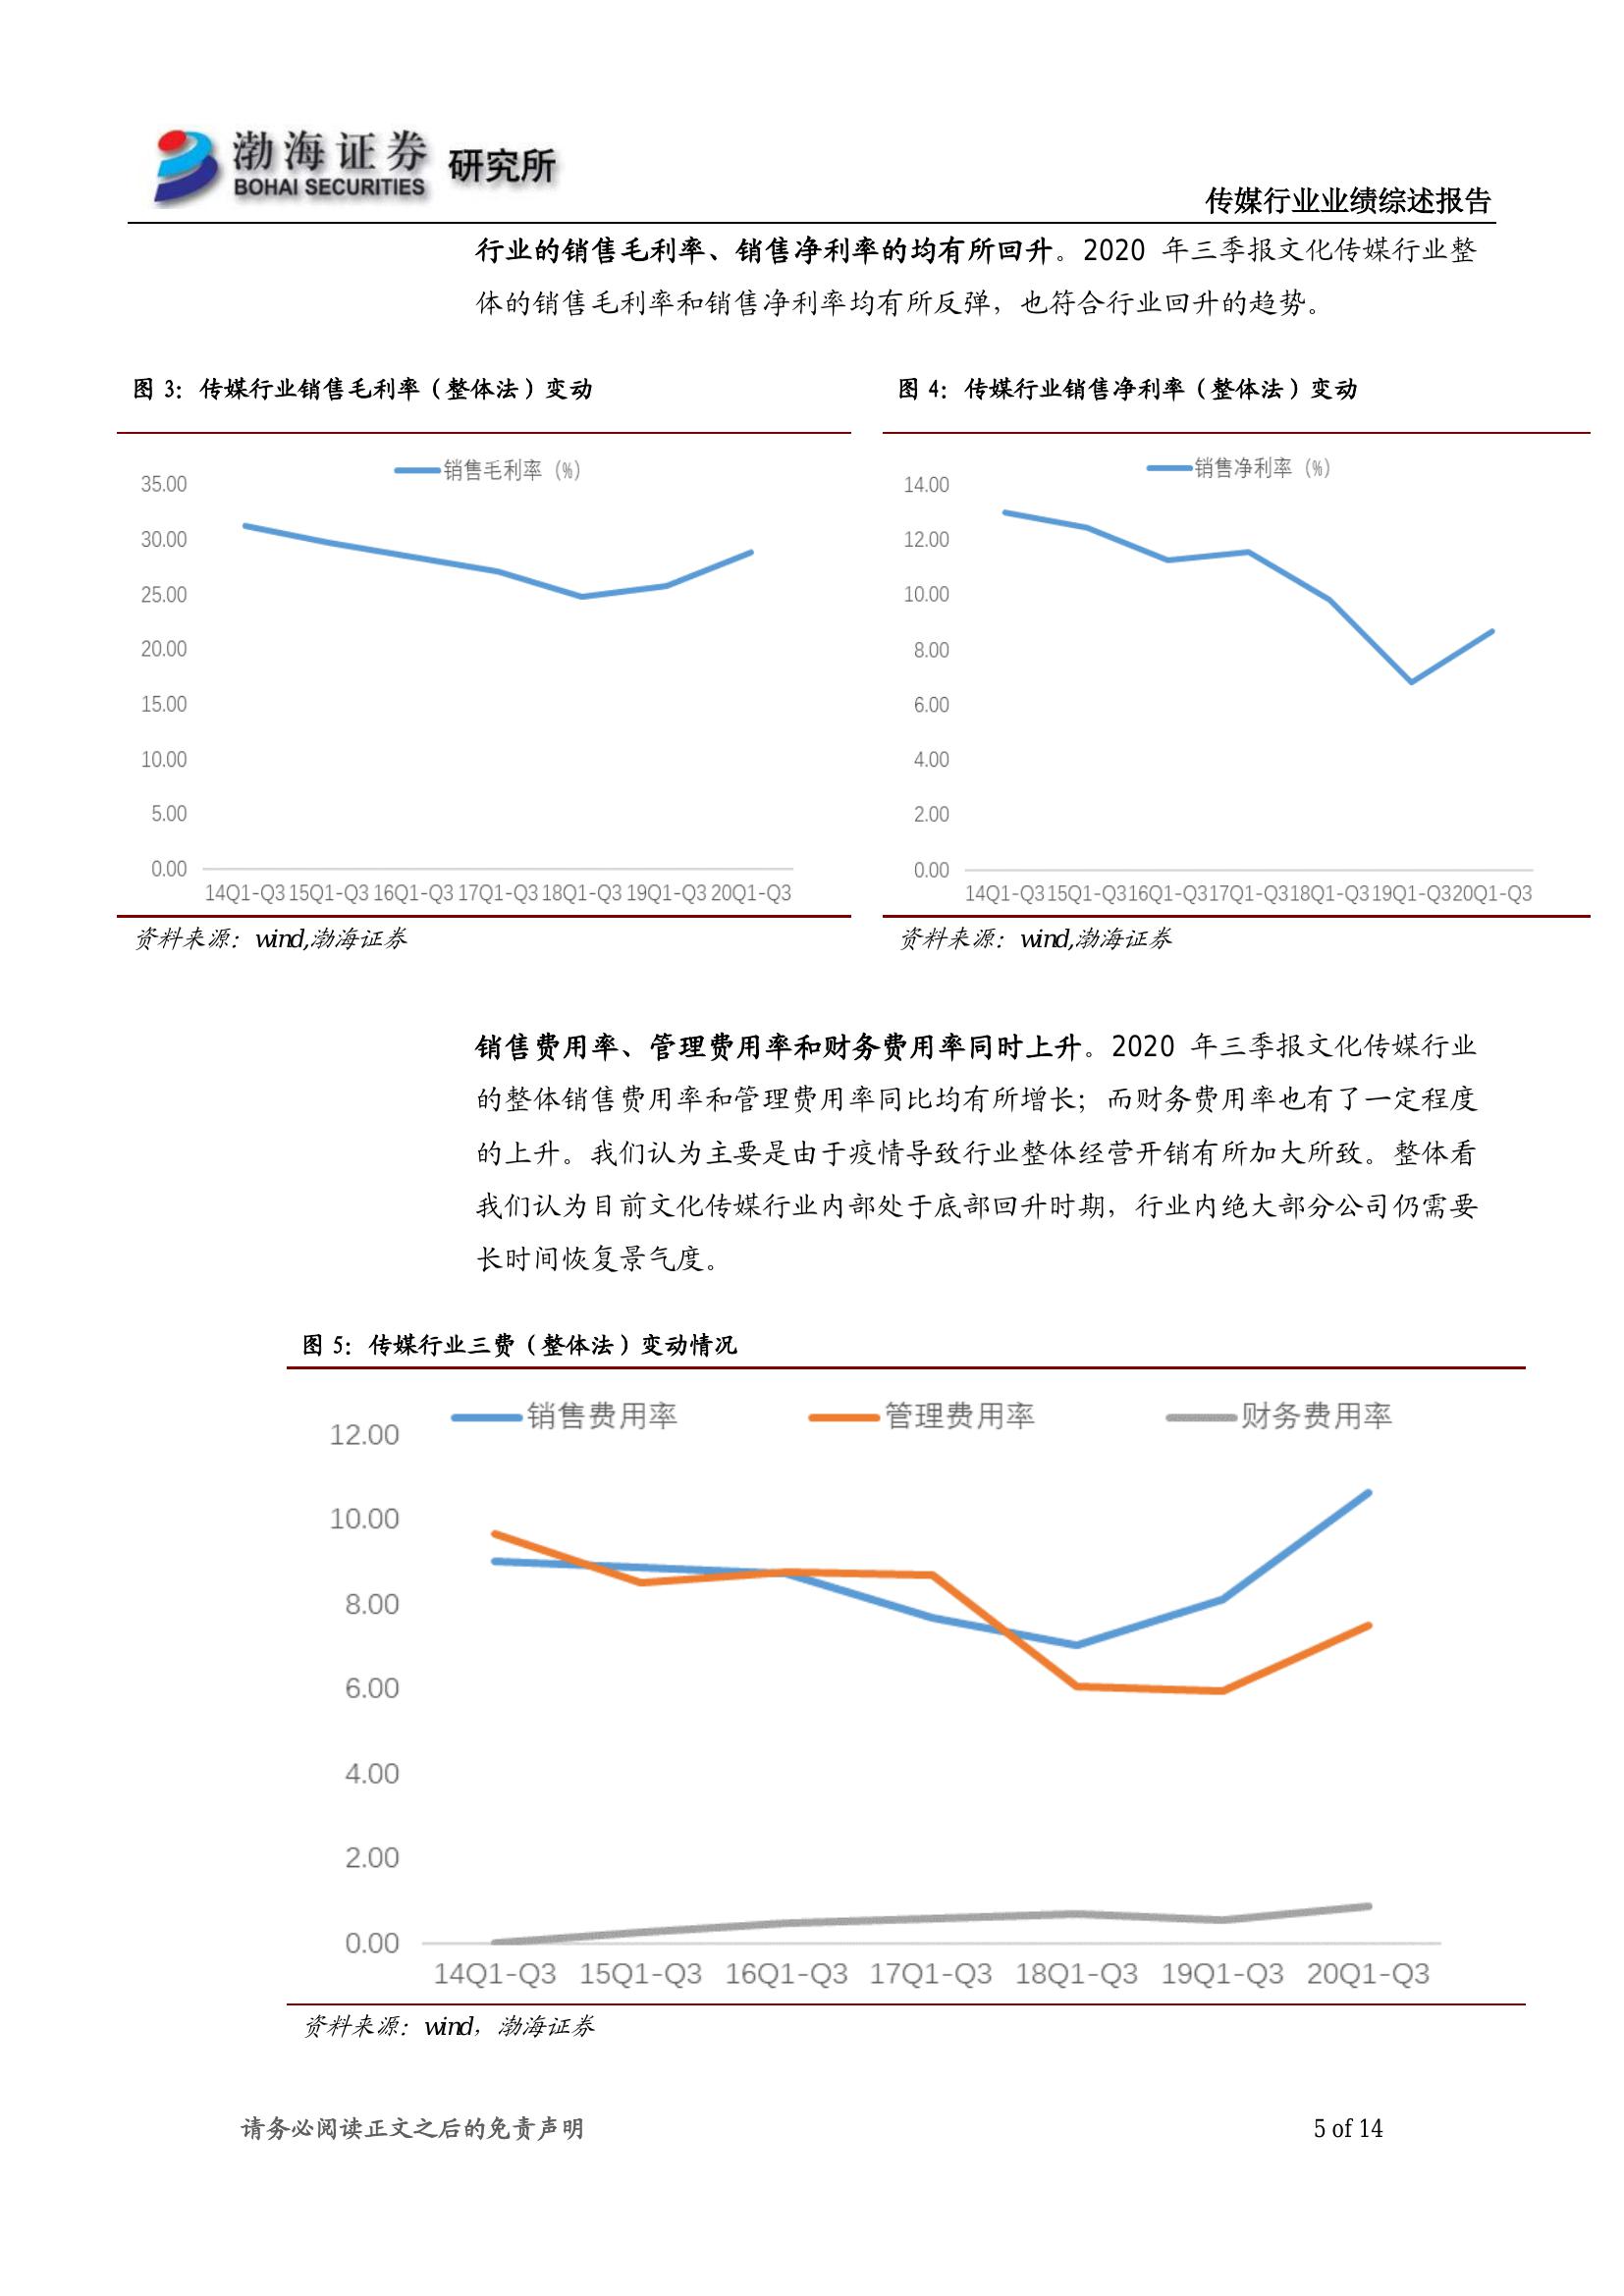 渤海证券 研究所
BOHAI SECURITIES
传媒行业业绩综述报告
行业的销售毛利率、销售净利率的均有所回升。2020 年三季报文化传媒行业整
体的销售毛利率和销售净利率均有所反弹，也符合行业回升的趋势。
图 3：传媒行业销售毛利率（整体法）变动
销售毛利率（%）
35.00
30.00
25.00
20.00
15.00
10.00
5.00
0.00
14Q1-Q3 15Q1-Q3 16Q1-Q3 17Q1-Q3 18Q1-Q3 19Q1-Q3 20Q1-Q3
资料来源：wind,渤海证券
图 4：传媒行业销售净利率（整体法）变动
销售净利率（%）
14.00
12.00
10.00
8.00
6.00
4.00
2.00
0.00
14Q1-Q3 15Q1-Q3 16Q1-Q3 17Q1-Q3 18Q1-Q3 19Q1-Q3 20Q1-Q3
资料来源：wind,渤海证券
销售费用率、管理费用率和财务费用率同时上升。2020 年三季报文化传媒行业
的整体销售费用率和管理费用率同比均有所增长；而财务费用率也有了一定程度
的上升。我们认为主要是由于疫情导致行业整体经营开销有所加大所致。整体看
我们认为目前文化传媒行业内部处于底部回升时期，行业内绝大部分公司仍需要
长时间恢复景气度。
图 5：传媒行业三费（整体法）变动情况
销售费用率 管理费用率 财务费用率
12.00
10.00
8.00
6.00
4.00
2.00
0.00
14Q1-Q3 15Q1-Q3 16Q1-Q3 17Q1-Q3 18Q1-Q3 19Q1-Q3 20Q1-Q3
资料来源：wind，渤海证券
请务必阅读正文之后的免责声明 5 of 14